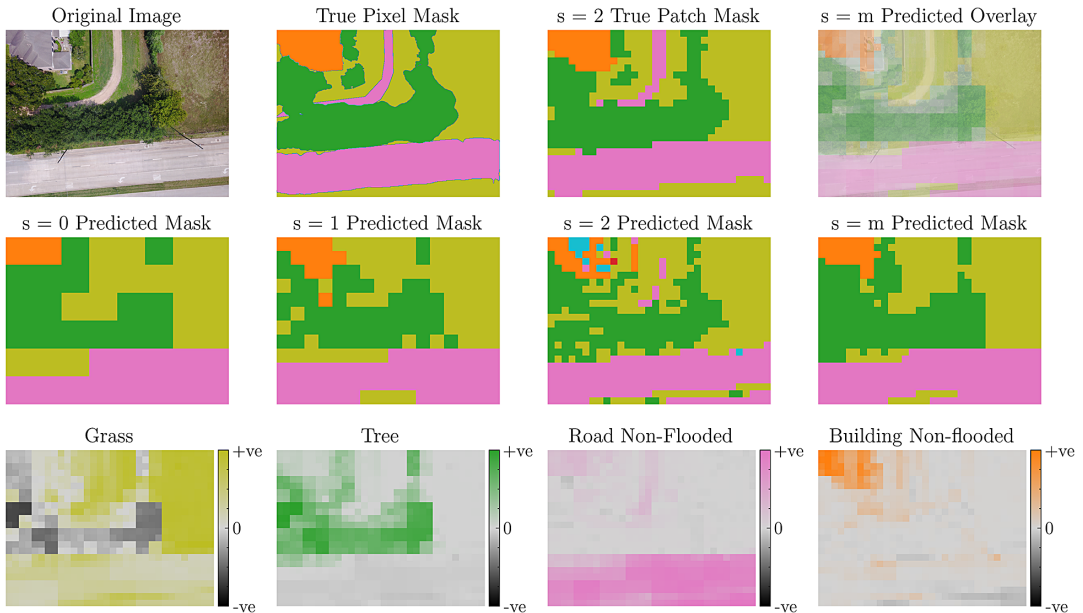 Original Image
True Pixel Mask
s = 2 True Patch Mask
s = m Predicted Overlay
s = 0 Predicted Mask
s = 1 Predicted Mask
s = 2 Predicted Mask
s = m Predicted Mask
Grass
Tree
Road Non-Flooded
Building Non-flooded
+ve
0
-ve
+ve
0
-ve
+ve
0
-ve
+ve
0
-ve